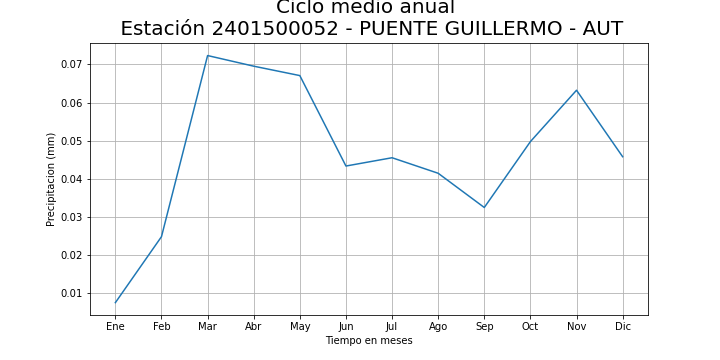 Ciclo medio anual
Estación 2401500052 - PUENTE GUILLERMO - AUT
Precipitacion (mm)
0.07
0.06
0.05
0.04
0.03
0.02
0.01
Ene Feb Mar Abr May Jun Jul Ago Sep Oct Nov Dic
Tiempo en meses